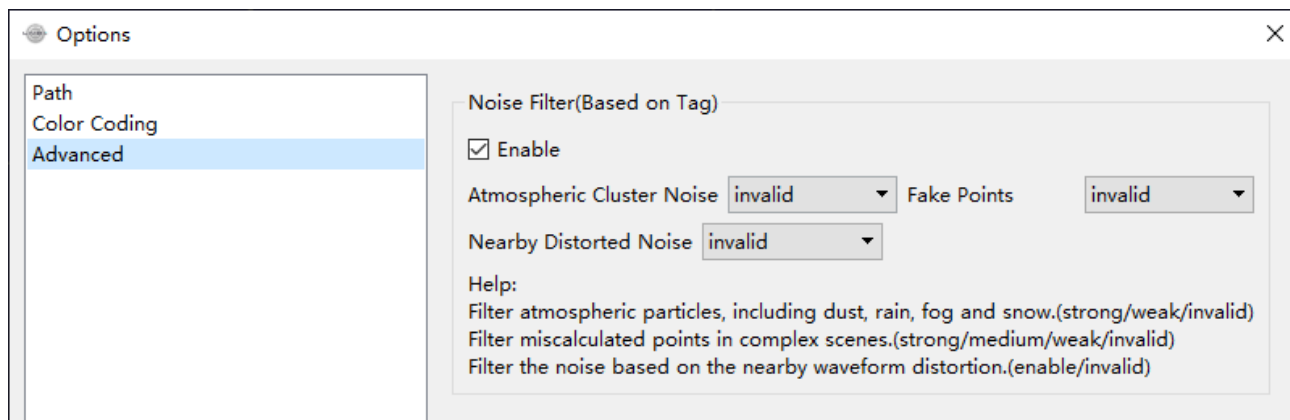 Options
Path
Color Coding
Advanced
Noise Filter(Based on Tag)
Enable
Atmospheric Cluster Noise invalid Fake Points invalid
Nearby Distorted Noise invalid
Help:
Filter atmospheric particles, including dust, rain, fog and snow.(strong/weak/invalid)
Filter miscalculated points in complex scenes.(strong/medium/weak/invalid)
Filter the noise based on the nearby waveform distortion.(enable/invalid)